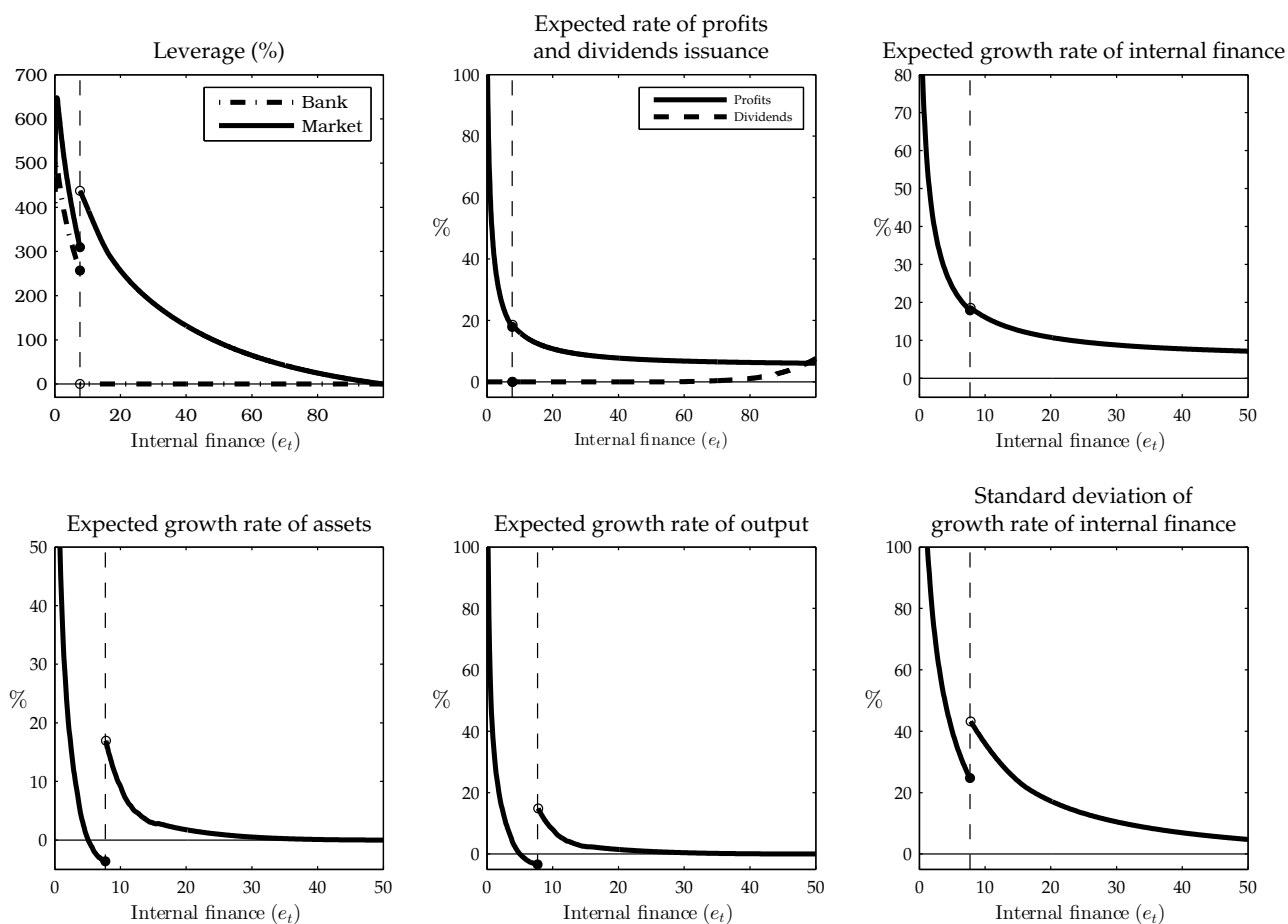 Leverage (%)
700
600
500
400
300
200
100
0
0 20 40 60 80
Bank
Market
Internal finance (e_t)
Expected rate of profits
and dividends issuance
100
80
60
40
20
0
%
0 20 40 60 80 100
Profits
Dividends
Internal finance (e_t)
Expected growth rate of internal finance
80
70
60
50
40
30
20
10
0
%
0 10 20 30 40 50
Internal finance (e_t)
Expected growth rate of assets
50
40
30
20
10
0
%
0 10 20 30 40 50
Internal finance (e_t)
Expected growth rate of output
100
80
60
40
20
0
%
0 10 20 30 40 50
Internal finance (e_t)
Standard deviation of
growth rate of internal finance
100
80
60
40
20
0
%
0 10 20 30 40 50
Internal finance (e_t)